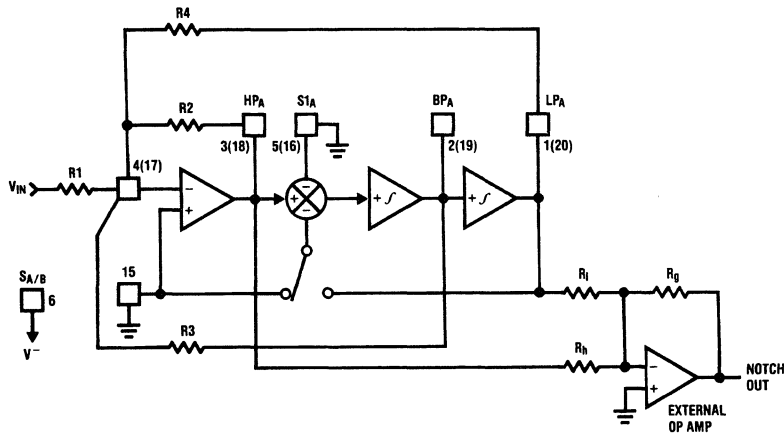 R4
R2
HPA
S1A
BPA
LPA
3(18)
5(16)
2(19)
1(20)
4(17)
R1
VIN
−
+
+
−
−
+ ∫
+ ∫
SA/B
6
V−
15
R3
Rl
Rg
Rh
−
+
NOTCH
OUT
EXTERNAL
OP AMP